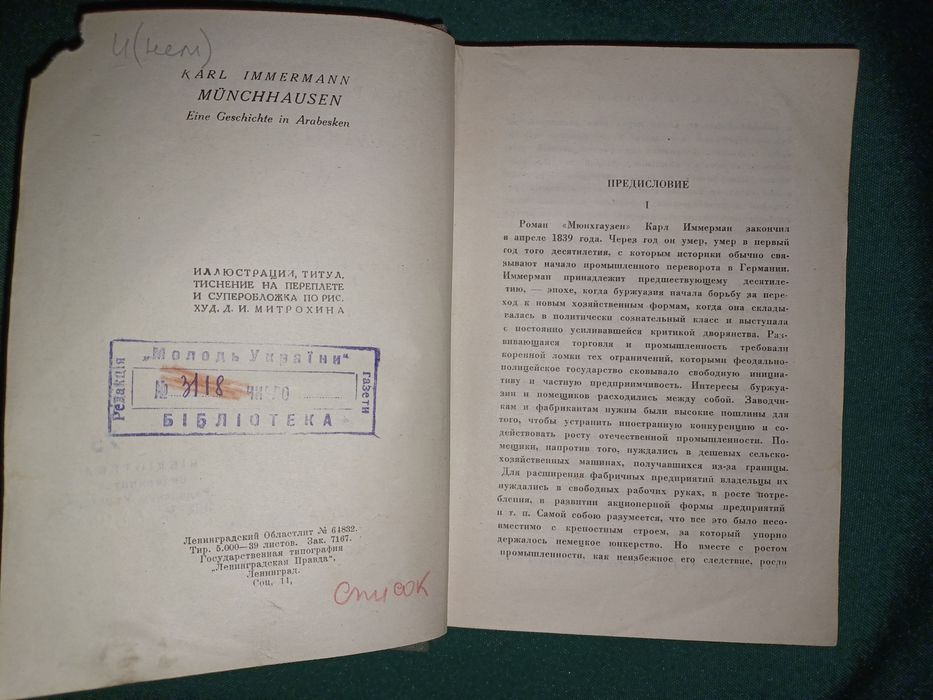 И(нем)
KARL IMMERMANN
MÜNCHHAUSEN
Eine Geschichte in Arabesken
ИЛЛЮСТРАЦИИ, ТИТУЛ,
ТИСНЕНИЕ НА ПЕРЕПЛЕТЕ
И СУПЕРОБЛОЖКА ПО РИС.
ХУД. Д. И. МИТРОХИНА
Редакція
„Молодь України“
газети
№ 3118
БІБЛІОТЕКА
Ленинградский Областлит № 64832.
Тир. 5.000—39 листов. Зак. 7167.
Государственная типография
„Ленинградская Правда“.
Ленинград.
Соц. 14,
Список
ПРЕДИСЛОВИЕ
I
Роман «Мюнхгаузен» Карл Иммерман закончил
в апреле 1839 года. Через год он умер, умер в первый
год того десятилетия, с которым историки обычно свя-
зывают начало промышленного переворота в Германии.
Иммерман принадлежит предшествующему десятиле-
тию, — эпохе, когда буржуазия начала борьбу за пере-
ход к новым хозяйственным формам, когда она склады-
валась в политически сознательный класс и выступала
с постоянно усиливавшейся критикой дворянства. Раз-
вивающаяся торговля и промышленность требовали
коренной ломки тех ограничений, которыми феодально-
полицейское государство сковывало свободную инициа-
тиву и частную предприимчивость. Интересы буржуа-
зии и помещиков расходились между собой. Заводчи-
кам и фабрикантам нужны были высокие пошлины для
того, чтобы устранить иностранную конкуренцию и со-
действовать росту отечественной промышленности. По-
мещики, напротив того, нуждались в дешевых сельско-
хозяйственных машинах, получавшихся из-за границы.
Для расширения фабричных предприятий владельцы их
нуждались в свободных рабочих руках, в росте потре-
бления, в развитии акционерной формы предприятий
и т. п. Самой собою разумеется, что все это было несо-
вместимо с крепостным строем, за который упорно
держалось немецкое юнкерство. Но вместе с ростом
промышленности, как неизбежное его следствие, росло